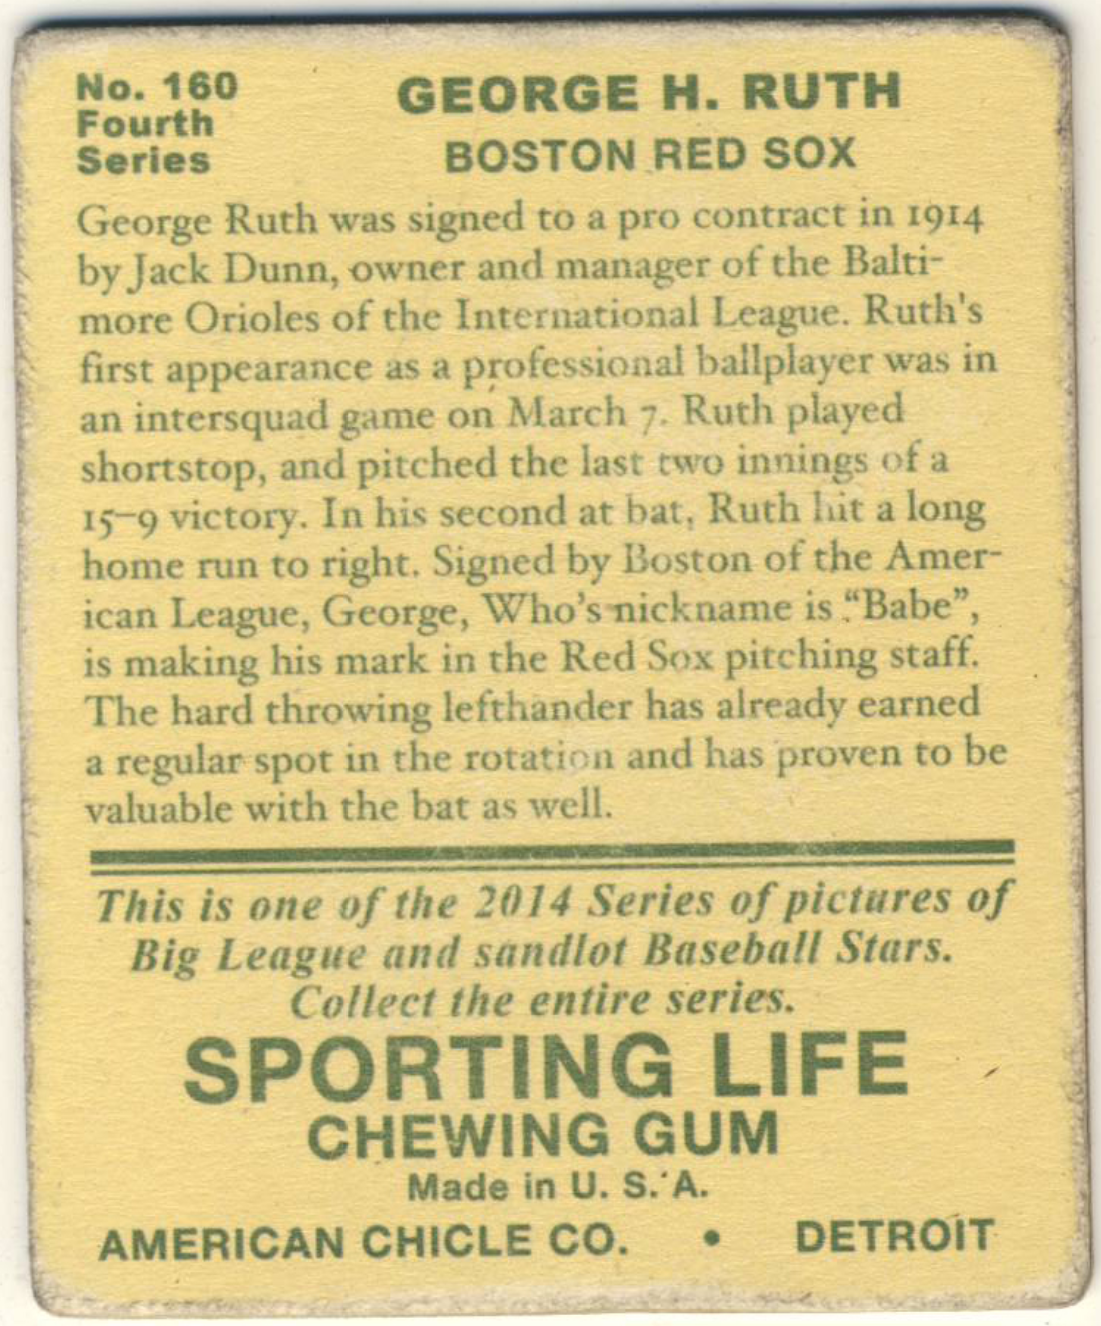 No. 160
Fourth
Series
GEORGE H. RUTH
BOSTON RED SOX
George Ruth was signed to a pro contract in 1914
by Jack Dunn, owner and manager of the Balti-
more Orioles of the International League. Ruth's
first appearance as a professional ballplayer was in
an intersquad game on March 7. Ruth played
shortstop, and pitched the last two innings of a
15–9 victory. In his second at bat, Ruth hit a long
home run to right. Signed by Boston of the Amer-
ican League, George, Who's nickname is “Babe”,
is making his mark in the Red Sox pitching staff.
The hard throwing lefthander has already earned
a regular spot in the rotation and has proven to be
valuable with the bat as well.
This is one of the 2014 Series of pictures of
Big League and sandlot Baseball Stars.
Collect the entire series.
SPORTING LIFE
CHEWING GUM
Made in U. S. A.
AMERICAN CHICLE CO. • DETROIT